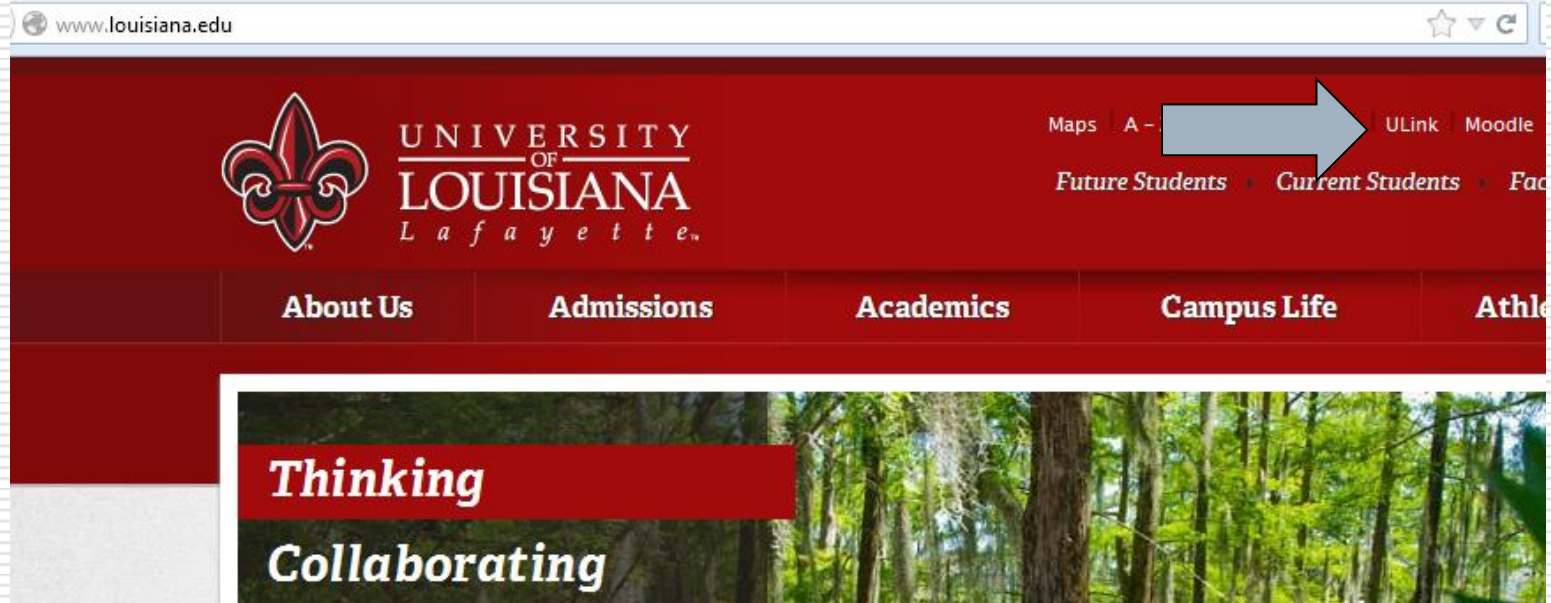 www.louisiana.edu
UNIVERSITY
OF
LOUISIANA
Lafayette
Maps A –
ULink Moodle
Future Students Current Students
About Us Admissions Academics Campus Life
Thinking
Collaborating